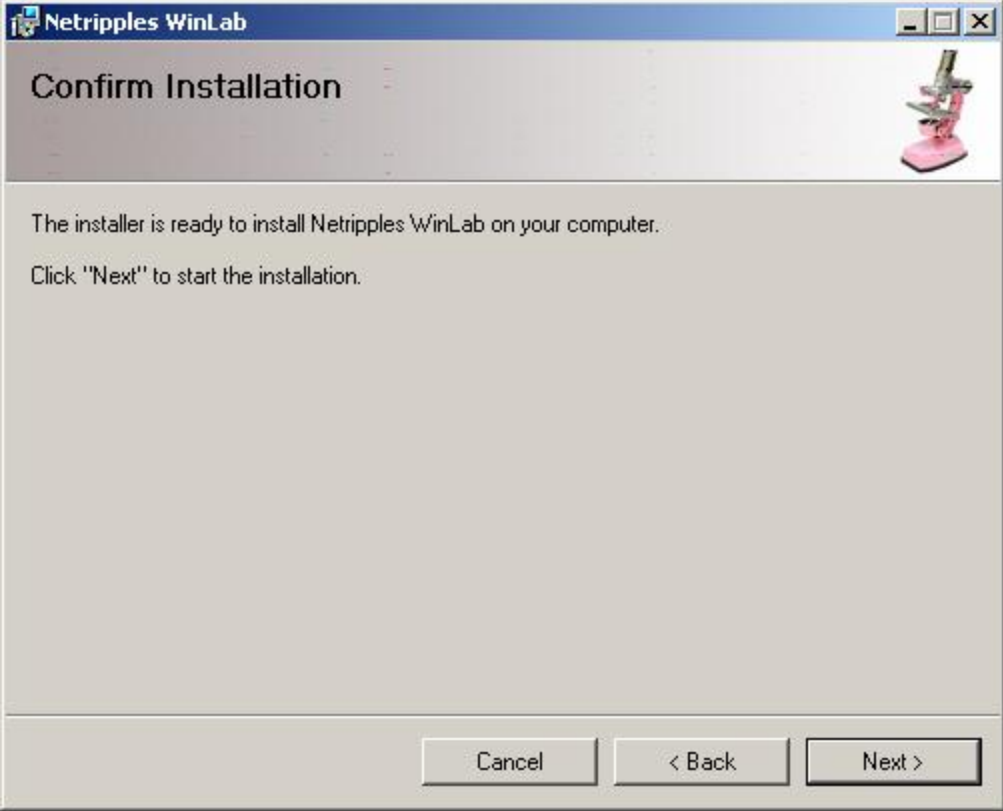 Netripples WinLab
Confirm Installation
The installer is ready to install Netripples WinLab on your computer.
Click "Next" to start the installation.
Cancel
< Back
Next >